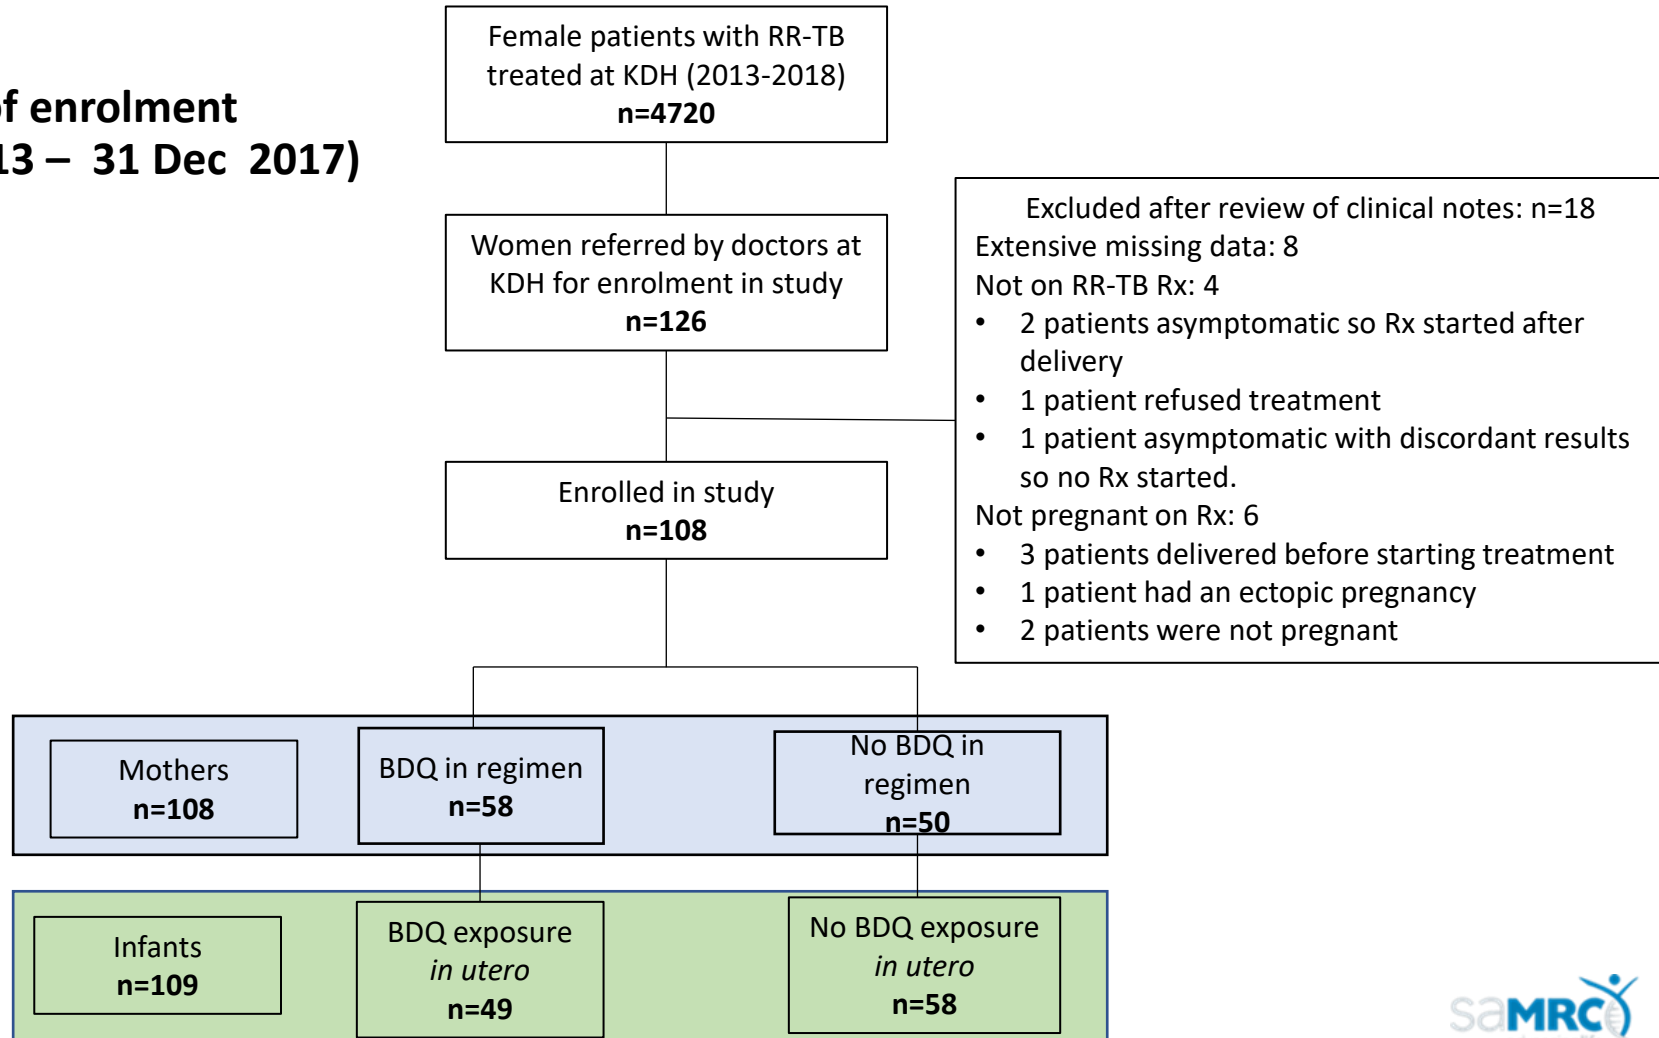 of enrolment
13 – 31 Dec 2017)
Female patients with RR-TB
treated at KDH (2013-2018)
n=4720
Women referred by doctors at
KDH for enrolment in study
n=126
Excluded after review of clinical notes: n=18
Extensive missing data: 8
Not on RR-TB Rx: 4
• 2 patients asymptomatic so Rx started after
delivery
• 1 patient refused treatment
• 1 patient asymptomatic with discordant results
so no Rx started.
Not pregnant on Rx: 6
• 3 patients delivered before starting treatment
• 1 patient had an ectopic pregnancy
• 2 patients were not pregnant
Enrolled in study
n=108
Mothers
n=108
BDQ in regimen
n=58
No BDQ in
regimen
n=50
Infants
n=109
BDQ exposure
in utero
n=49
No BDQ exposure
in utero
n=58
saMRC